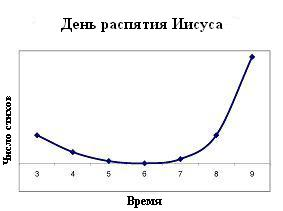 День распятия Иисуса
Число стихов
3 4 5 6 7 8 9
Время